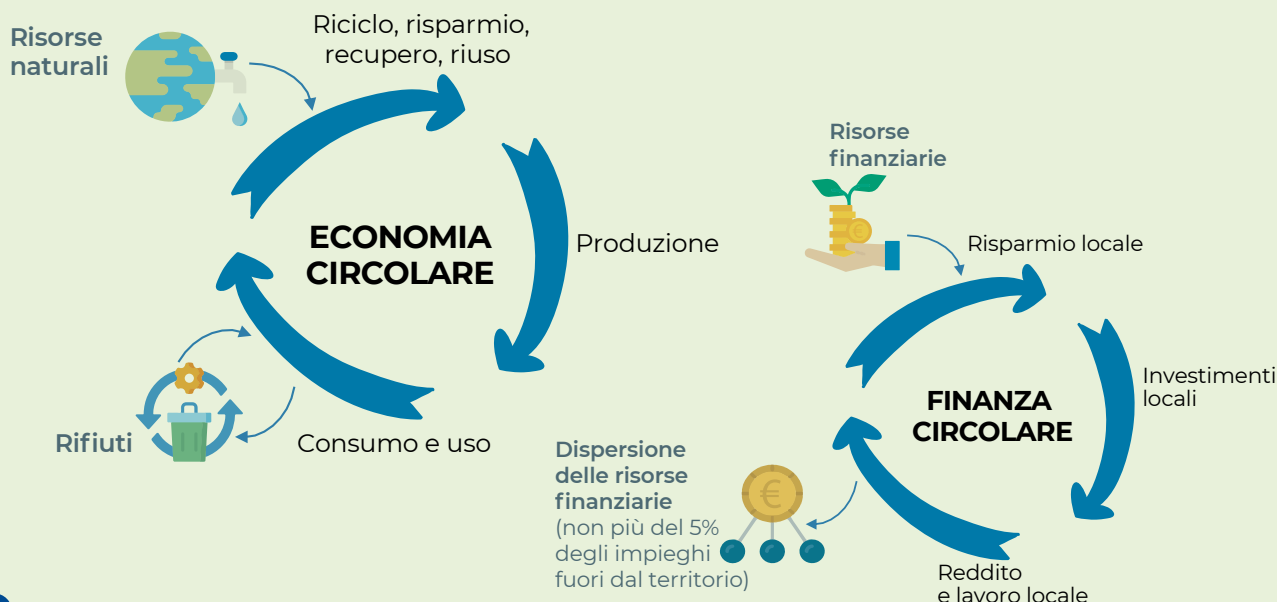 Risorse
naturali
Riciclo, risparmio,
recupero, riuso
ECONOMIA
CIRCOLARE
Produzione
Rifiuti
Consumo e uso
Risorse
finanziarie
Risparmio locale
FINANZA
CIRCOLARE
Investimenti
locali
Dispersione
delle risorse
finanziarie
(non più del 5%
degli impieghi
fuori dal territorio)
Reddito
e lavoro locale